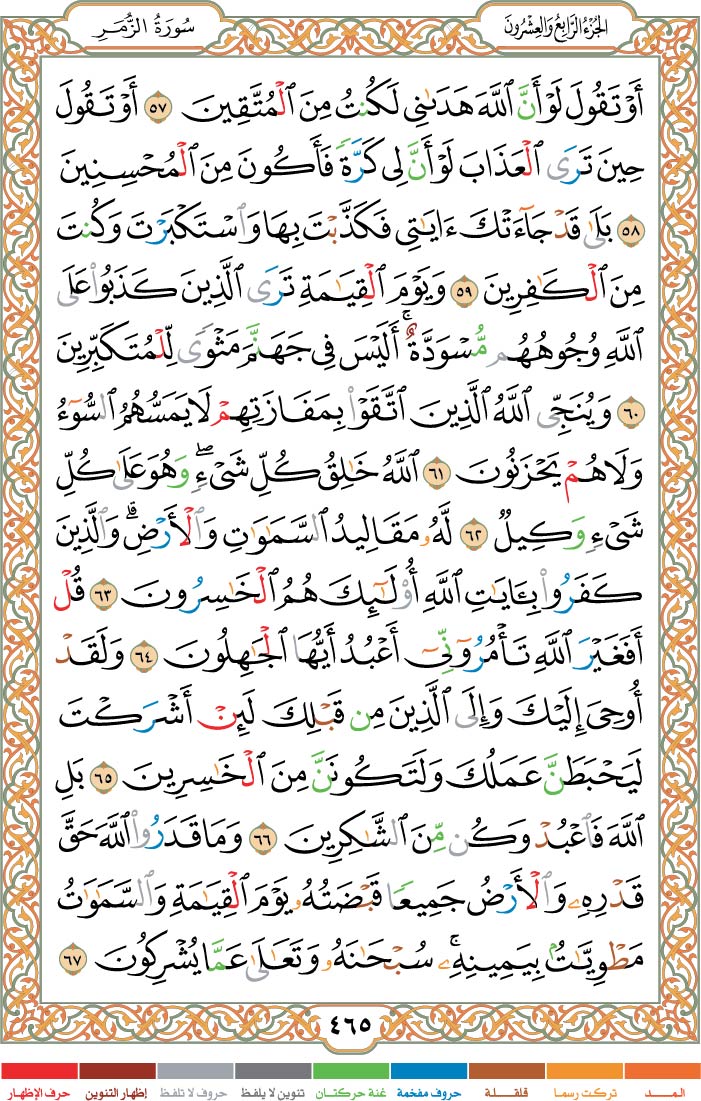 الجُزْءُ الرَّابِعُ وَالعِشْرُونَ
سُورَةُ الزُّمَرِ
أَوْ تَقُولَ لَوْ أَنَّ ٱللَّهَ هَدَىٰنِى لَكُنتُ مِنَ ٱلْمُتَّقِينَ ٥٧ أَوْ تَقُولَ
حِينَ تَرَى ٱلْعَذَابَ لَوْ أَنَّ لِى كَرَّةً فَأَكُونَ مِنَ ٱلْمُحْسِنِينَ
٥٨ بَلَىٰ قَدْ جَآءَتْكَ ءَايَـٰتِى فَكَذَّبْتَ بِهَا وَٱسْتَكْبَرْتَ وَكُنتَ
مِنَ ٱلْكَـٰفِرِينَ ٥٩ وَيَوْمَ ٱلْقِيَـٰمَةِ تَرَى ٱلَّذِينَ كَذَبُوا۟ عَلَى
ٱللَّهِ وُجُوهُهُم مُّسْوَدَّةٌ ۚ أَلَيْسَ فِى جَهَنَّمَ مَثْوًى لِّلْمُتَكَبِّرِينَ
٦٠ وَيُنَجِّى ٱللَّهُ ٱلَّذِينَ ٱتَّقَوْا۟ بِمَفَازَتِهِمْ لَا يَمَسُّهُمُ ٱلسُّوٓءُ
وَلَا هُمْ يَحْزَنُونَ ٦١ ٱللَّهُ خَـٰلِقُ كُلِّ شَىْءٍ ۖ وَهُوَ عَلَىٰ كُلِّ
شَىْءٍ وَكِيلٌ ٦٢ لَّهُۥ مَقَالِيدُ ٱلسَّمَـٰوَٰتِ وَٱلْأَرْضِ ۗ وَٱلَّذِينَ
كَفَرُوا۟ بِـَٔايَـٰتِ ٱللَّهِ أُو۟لَـٰٓئِكَ هُمُ ٱلْخَـٰسِرُونَ ٦٣ قُلْ
أَفَغَيْرَ ٱللَّهِ تَأْمُرُوٓنِّىٓ أَعْبُدُ أَيُّهَا ٱلْجَـٰهِلُونَ ٦٤ وَلَقَدْ
أُوحِىَ إِلَيْكَ وَإِلَى ٱلَّذِينَ مِن قَبْلِكَ لَئِنْ أَشْرَكْتَ
لَيَحْبَطَنَّ عَمَلُكَ وَلَتَكُونَنَّ مِنَ ٱلْخَـٰسِرِينَ ٦٥ بَلِ
ٱللَّهَ فَٱعْبُدْ وَكُن مِّنَ ٱلشَّـٰكِرِينَ ٦٦ وَمَا قَدَرُوا۟ ٱللَّهَ حَقَّ
قَدْرِهِۦ وَٱلْأَرْضُ جَمِيعًا قَبْضَتُهُۥ يَوْمَ ٱلْقِيَـٰمَةِ وَٱلسَّمَـٰوَٰتُ
مَطْوِيَّـٰتٌۢ بِيَمِينِهِۦ ۚ سُبْحَـٰنَهُۥ وَتَعَـٰلَىٰ عَمَّا يُشْرِكُونَ ٦٧
٤٦٥
المـــد تركت رسما قلقـــلة حروف مفخمة غنة حركتان تنوين لا يلفظ حروف لا تلفظ إظهار التنوين حرف الإظهار